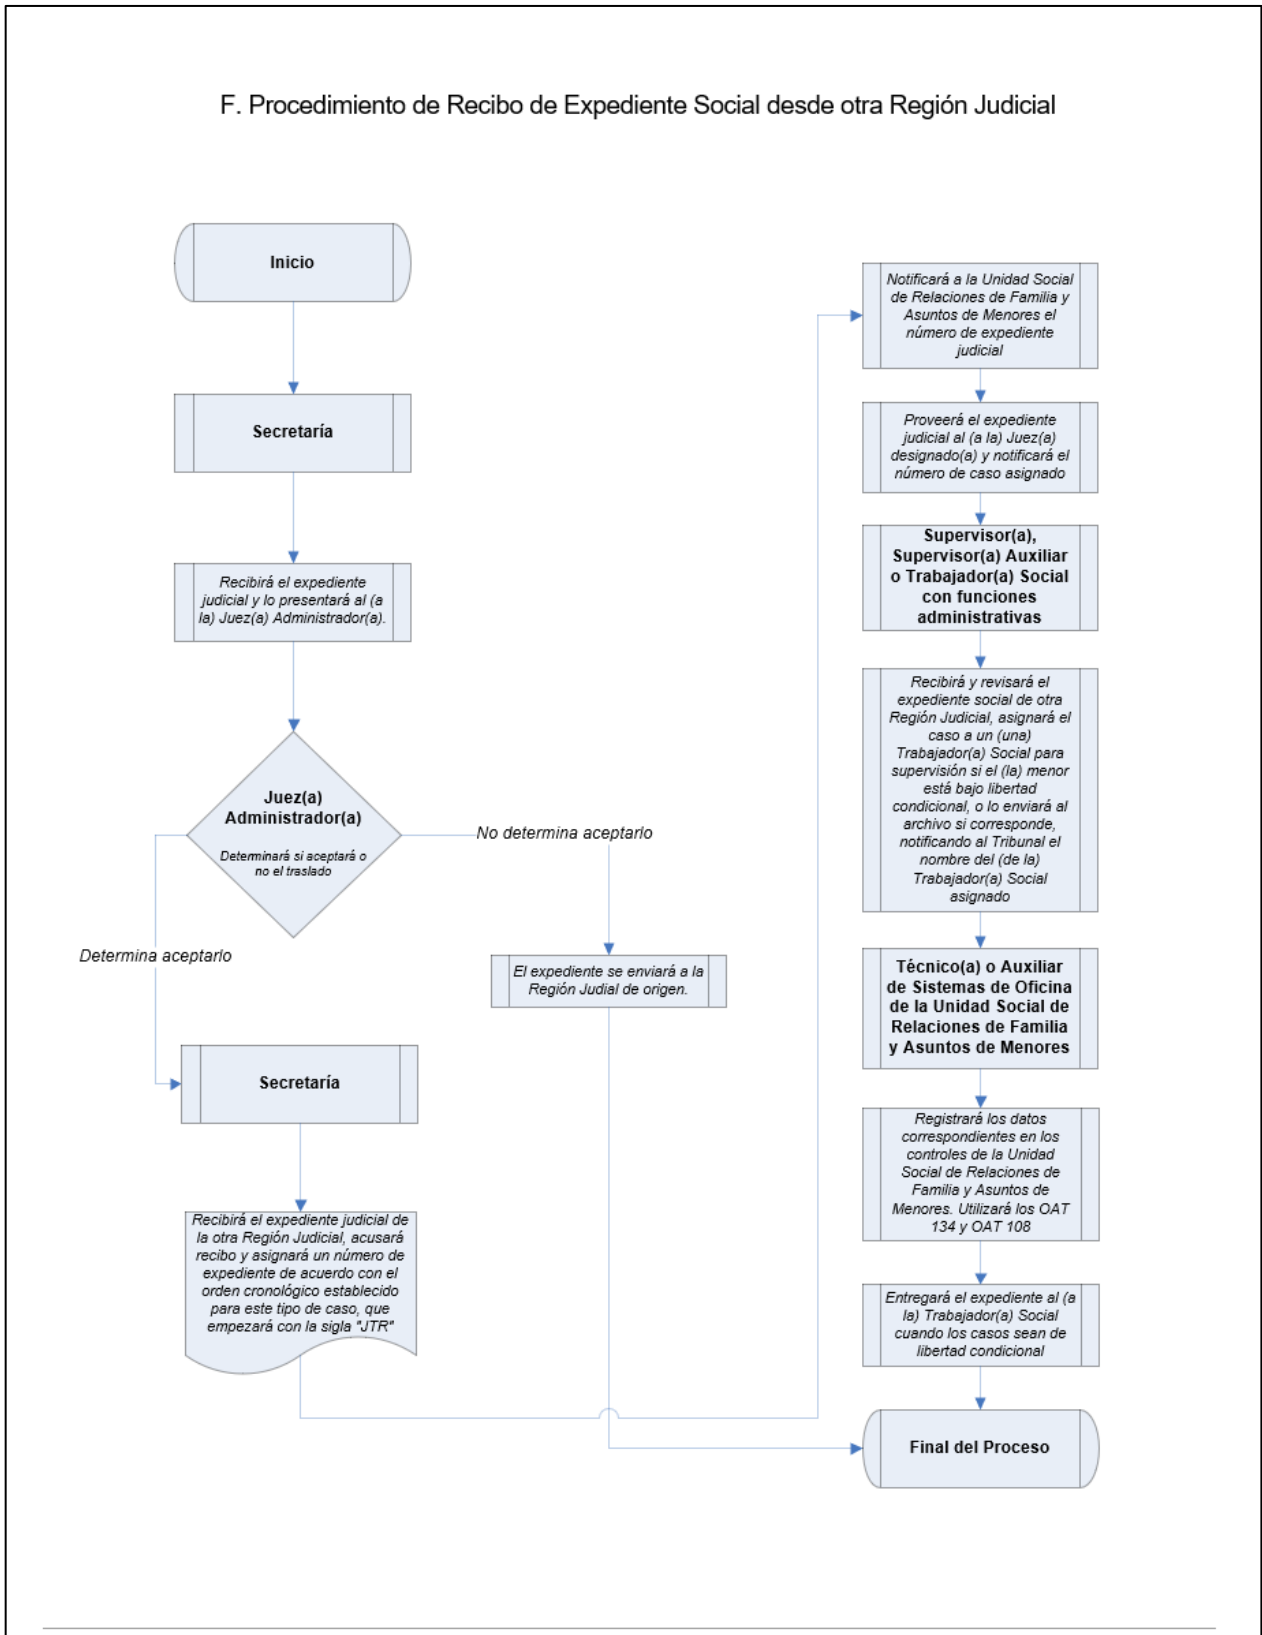 F. Procedimiento de Recibo de Expediente Social desde otra Región Judicial
Inicio
Secretaría
Recibirá el expediente
judicial y lo presentará al (a
la) Juez(a) Administrador(a).
Juez(a)
Administrador(a)
Determinará si aceptará o
no el traslado
No determina aceptarlo
Determina aceptarlo
El expediente se enviará a la
Región Judial de origen.
Secretaría
Recibirá el expediente judicial de
la otra Región Judicial, acusará
recibo y asignará un número de
expediente de acuerdo con el
orden cronológico establecido
para este tipo de caso, que
empezará con la sigla "JTR"
Notificará a la Unidad Social
de Relaciones de Familia y
Asuntos de Menores el
número de expediente
judicial
Proveerá el expediente
judicial al (a la) Juez(a)
designado(a) y notificará el
número de caso asignado
Supervisor(a),
Supervisor(a) Auxiliar
o Trabajador(a) Social
con funciones
administrativas
Recibirá y revisará el
expediente social de otra
Región Judicial, asignará el
caso a un (una)
Trabajador(a) Social para
supervisión si el (la) menor
está bajo libertad
condicional, o lo enviará al
archivo si corresponde,
notificando al Tribunal el
nombre del (de la)
Trabajador(a) Social
asignado
Técnico(a) o Auxiliar
de Sistemas de Oficina
de la Unidad Social de
Relaciones de Familia
y Asuntos de Menores
Registrará los datos
correspondientes en los
controles de la Unidad
Social de Relaciones de
Familia y Asuntos de
Menores. Utilizará los OAT
134 y OAT 108
Entregará el expediente al (a
la) Trabajador(a) Social
cuando los casos sean de
libertad condicional
Final del Proceso